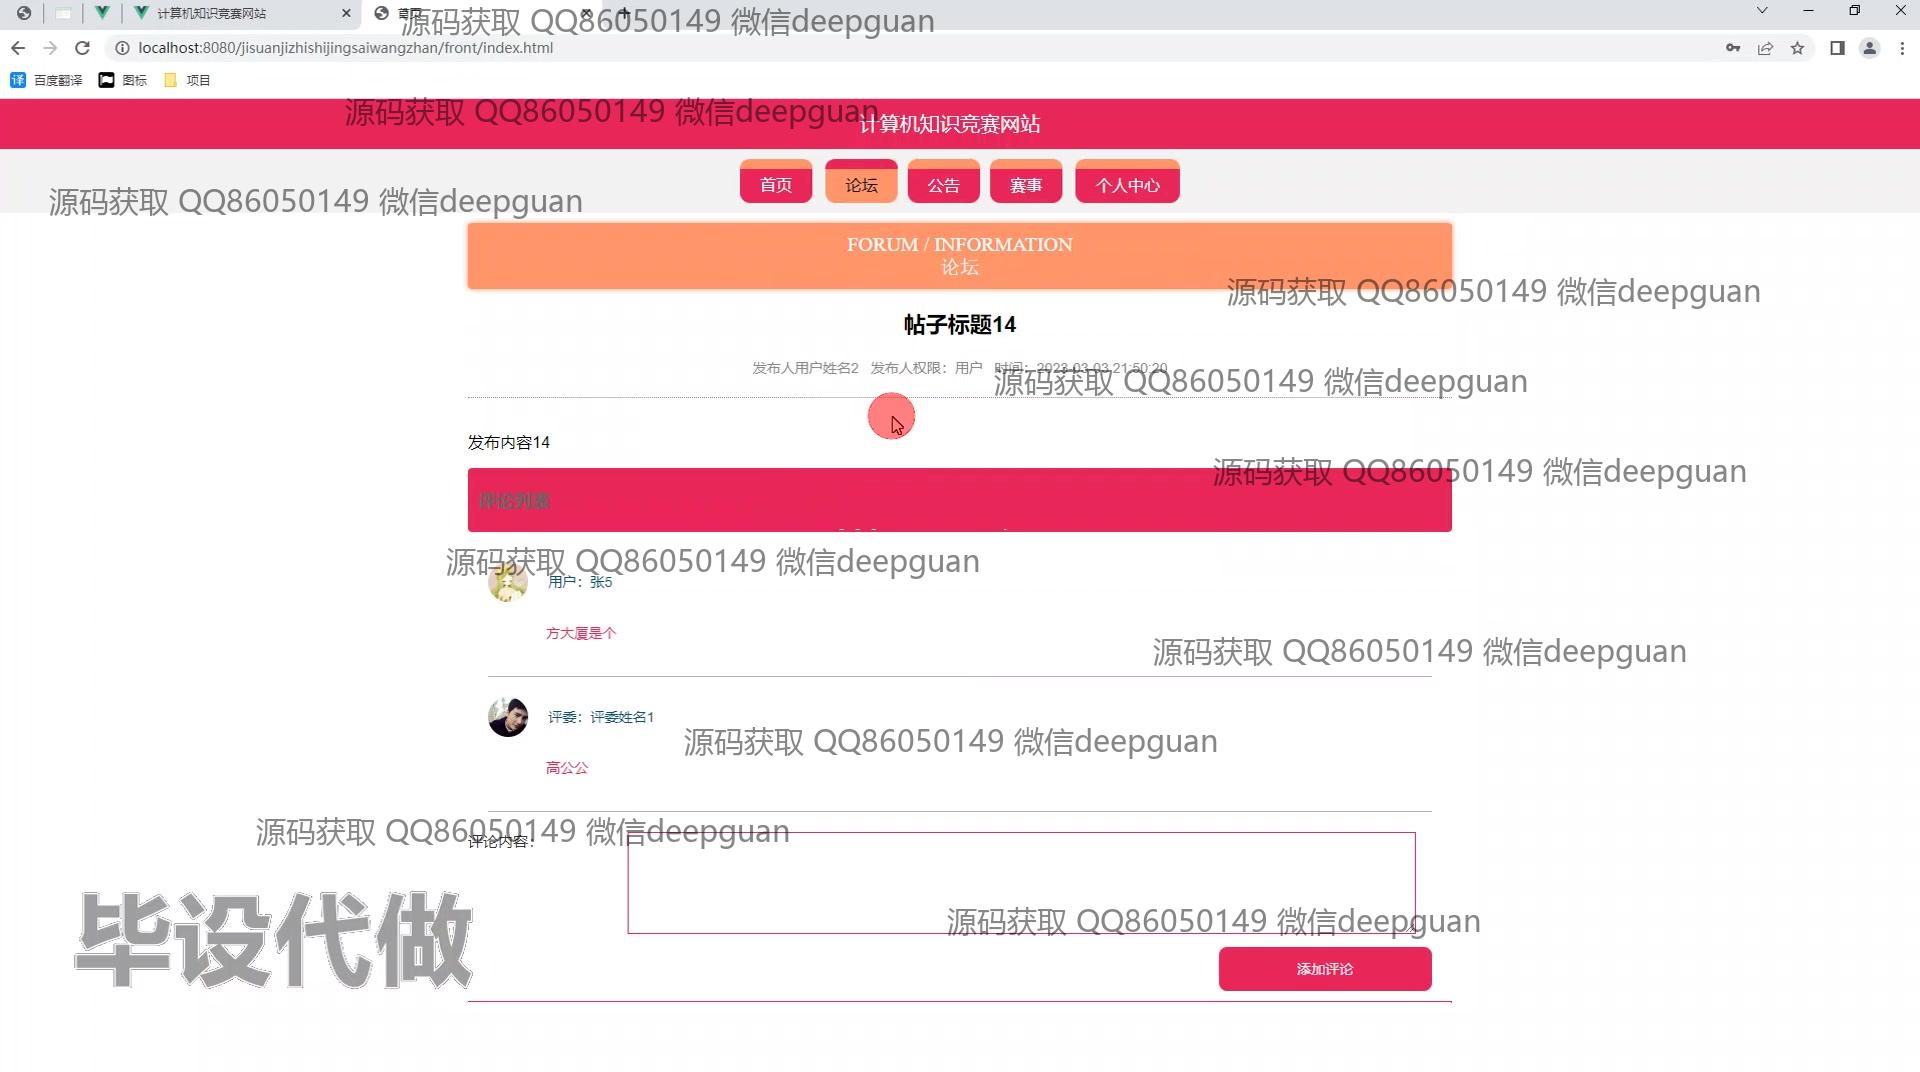 计算机知识竞赛网站
首页
源码获取 QQ86050149 微信deepguan
localhost:8080/jisuanjizhishijingsaiwangzhan/front/index.html
译 百度翻译 图标 项目
源码获取 QQ86050149 微信deepguan
计算机知识竞赛网站
首页 论坛 公告 赛事 个人中心
源码获取 QQ86050149 微信deepguan
FORUM / INFORMATION
论坛
源码获取 QQ86050149 微信deepguan
帖子标题14
发布人用户姓名2 发布人权限：用户 时间：2023-03-03 21:50:20
源码获取 QQ86050149 微信deepguan
发布内容14
源码获取 QQ86050149 微信deepguan
评论列表
源码获取 QQ86050149 微信deepguan
用户：张5
方大厦是个
源码获取 QQ86050149 微信deepguan
评委：评委姓名1
源码获取 QQ86050149 微信deepguan
高公公
源码获取 QQ86050149 微信deepguan
评论内容：
源码获取 QQ86050149 微信deepguan
毕设代做
添加评论